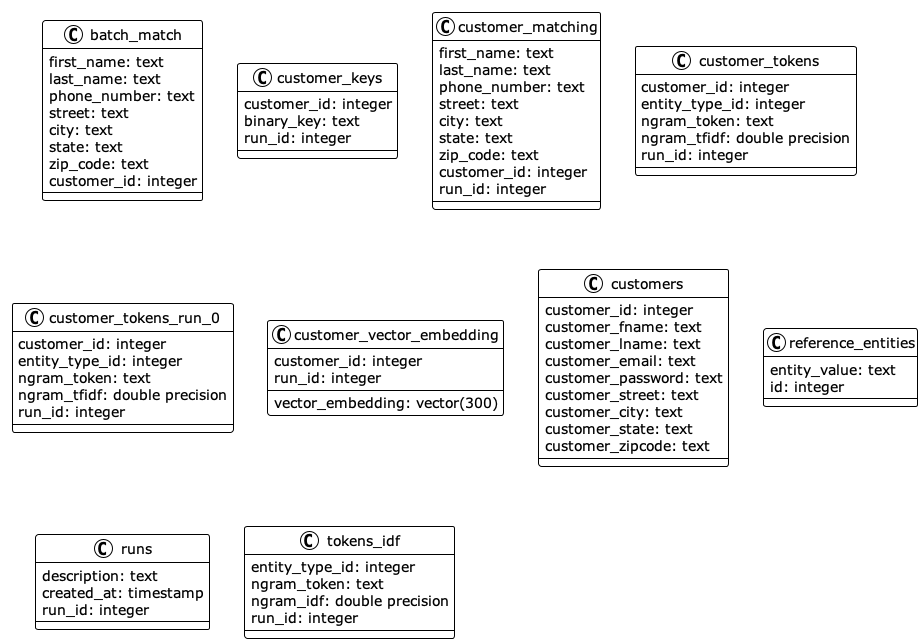 C batch_match
first_name: text
last_name: text
phone_number: text
street: text
city: text
state: text
zip_code: text
customer_id: integer
C customer_keys
customer_id: integer
binary_key: text
run_id: integer
C customer_matching
first_name: text
last_name: text
phone_number: text
street: text
city: text
state: text
zip_code: text
customer_id: integer
run_id: integer
C customer_tokens
customer_id: integer
entity_type_id: integer
ngram_token: text
ngram_tfidf: double precision
run_id: integer
C customer_tokens_run_0
customer_id: integer
entity_type_id: integer
ngram_token: text
ngram_tfidf: double precision
run_id: integer
C customer_vector_embedding
customer_id: integer
run_id: integer
vector_embedding: vector(300)
C customers
customer_id: integer
customer_fname: text
customer_lname: text
customer_email: text
customer_password: text
customer_street: text
customer_city: text
customer_state: text
customer_zipcode: text
C reference_entities
entity_value: text
id: integer
C runs
description: text
created_at: timestamp
run_id: integer
C tokens_idf
entity_type_id: integer
ngram_token: text
ngram_idf: double precision
run_id: integer